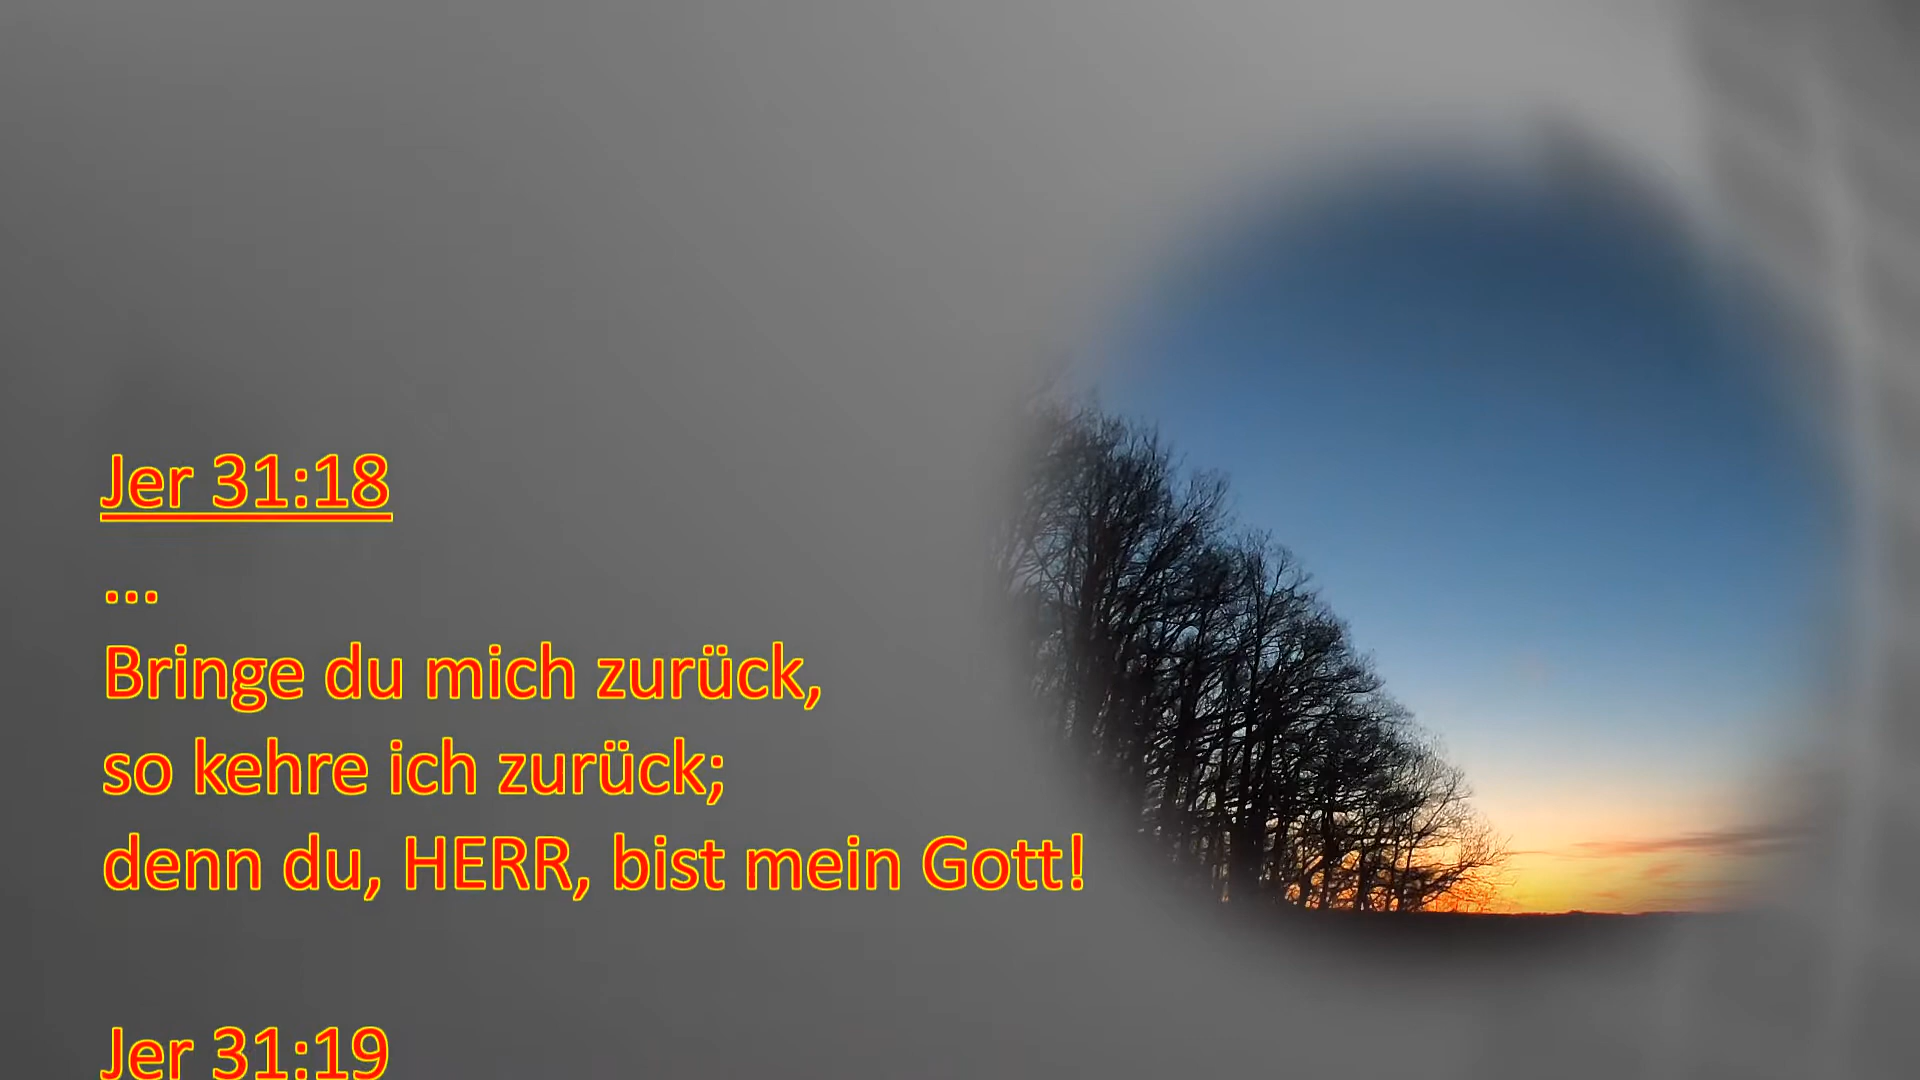 Jer 31:18
...
Bringe du mich zurück,
so kehre ich zurück;
denn du, HERR, bist mein Gott!
Jer 31:19